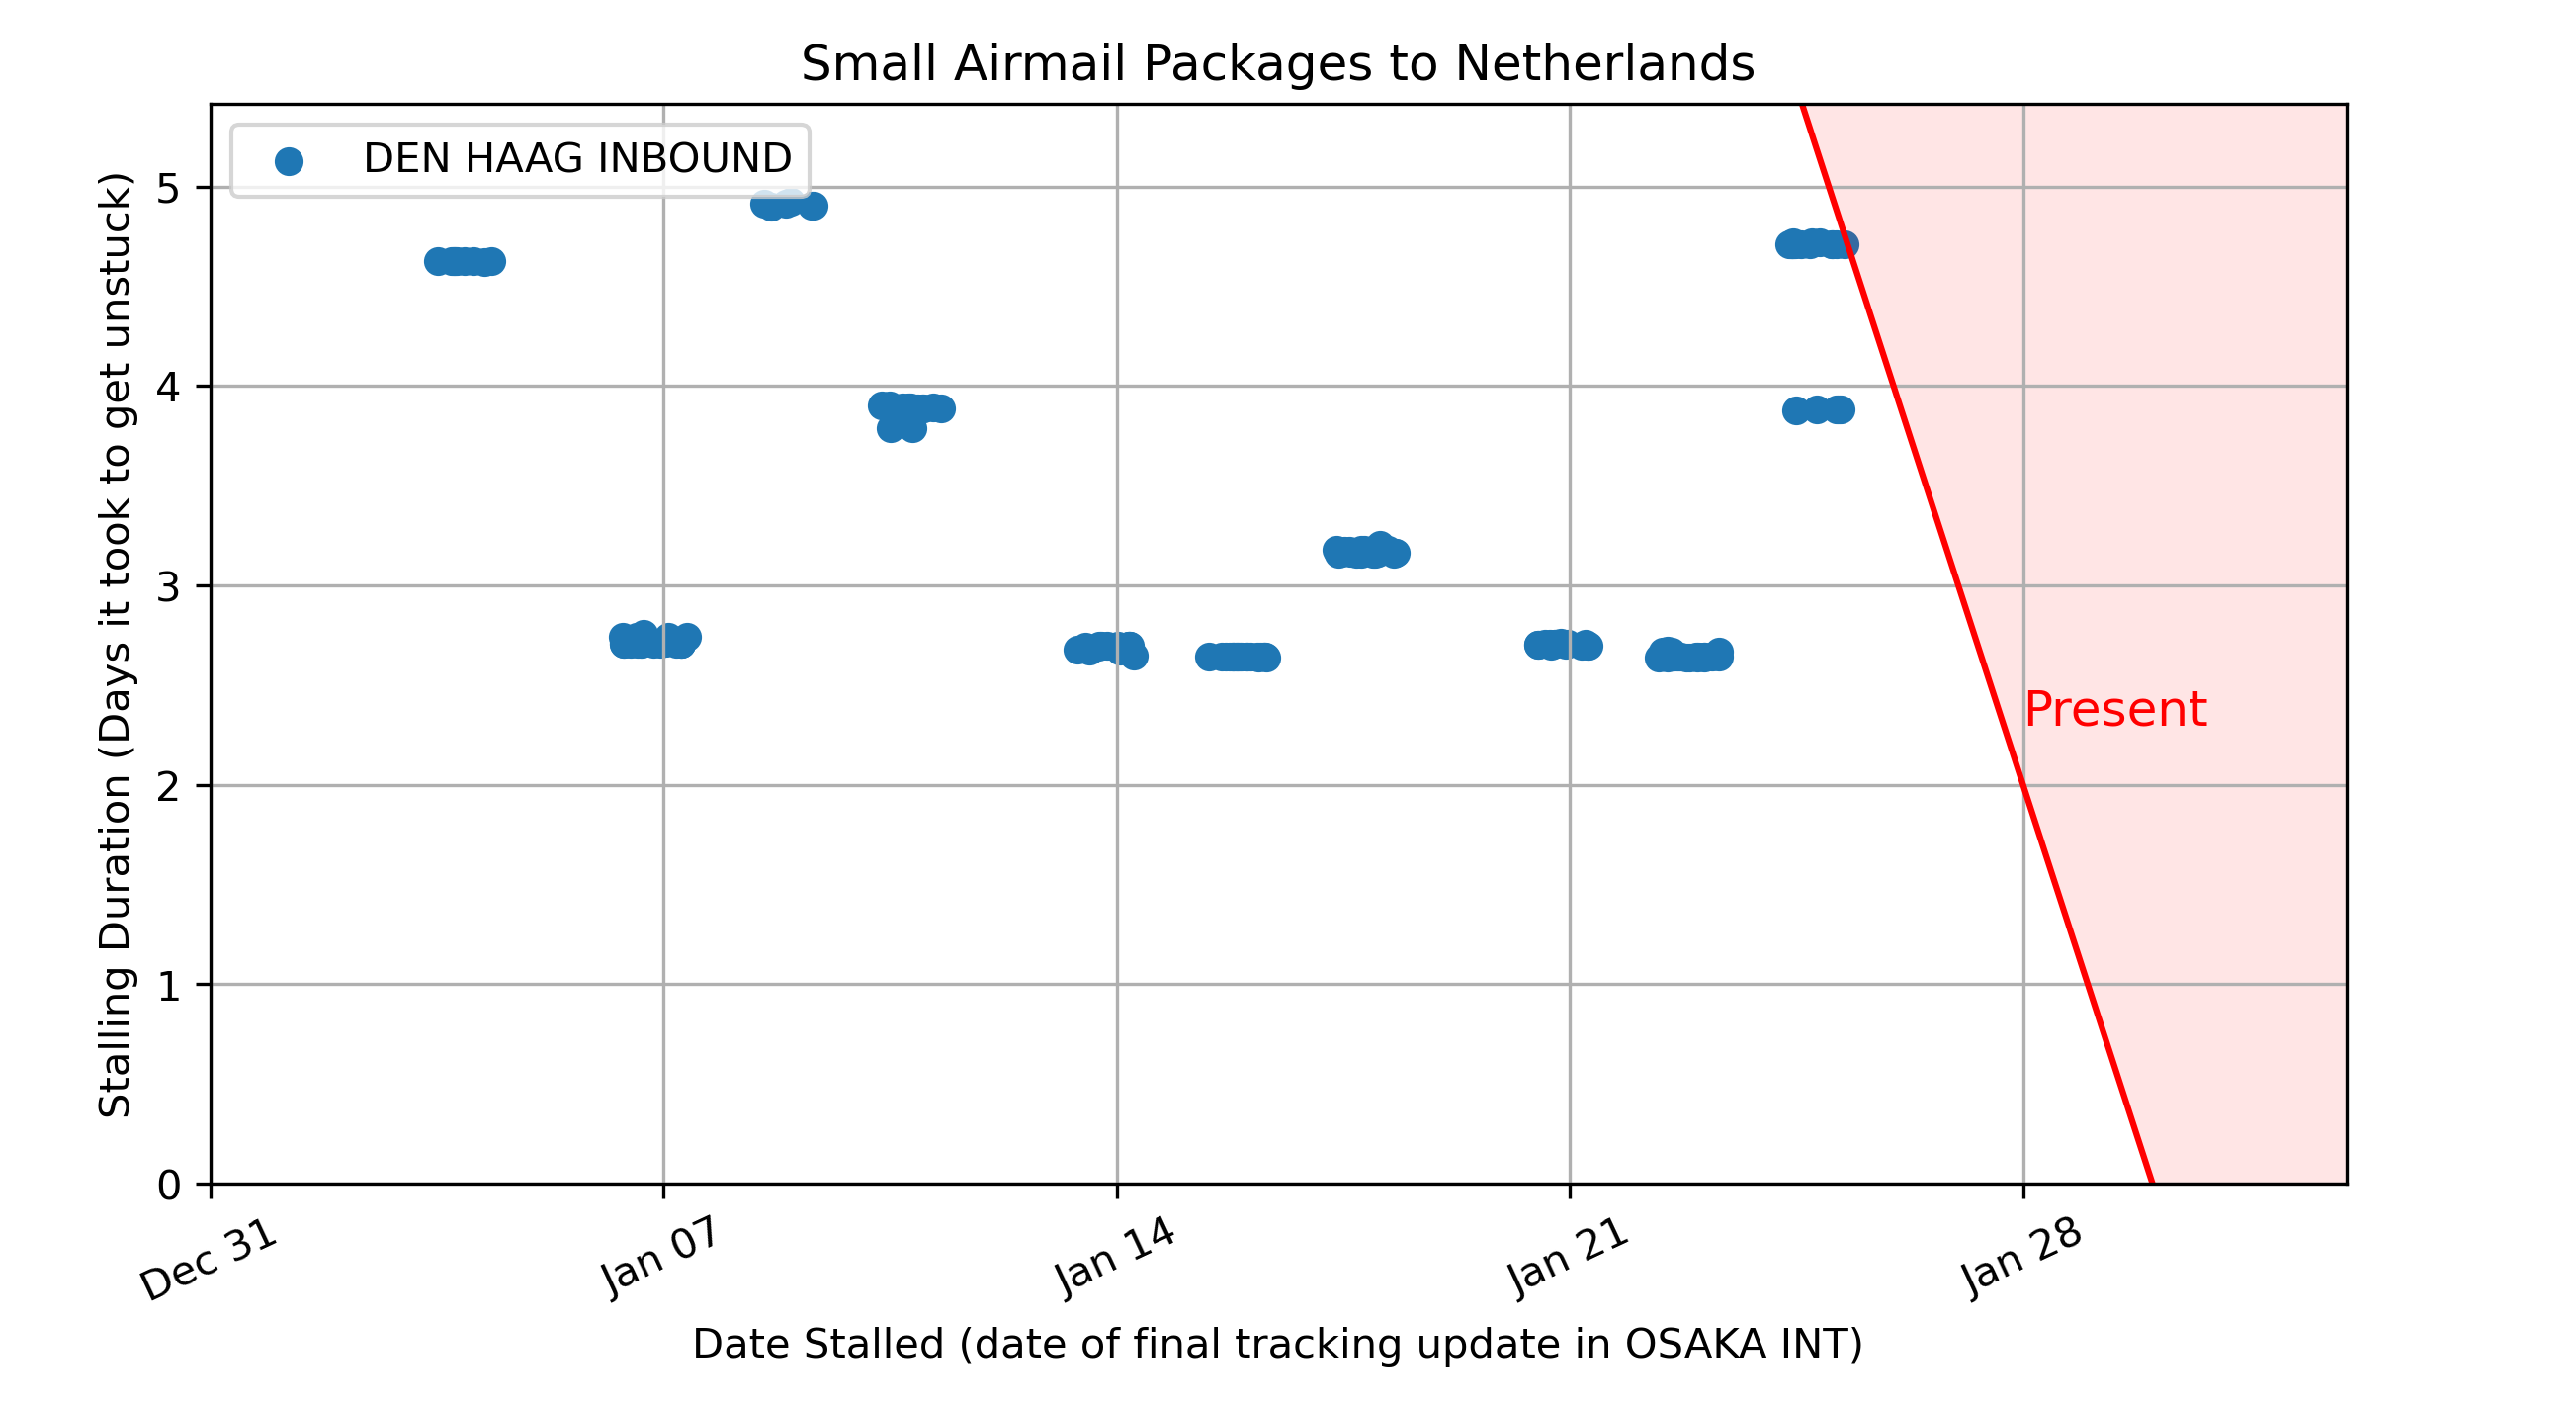 Small Airmail Packages to Netherlands
DEN HAAG INBOUND
Stalling Duration (Days it took to get unstuck)
5
4
3
2
1
0
Present
Dec 31
Jan 07
Jan 14
Jan 21
Jan 28
Date Stalled (date of final tracking update in OSAKA INT)